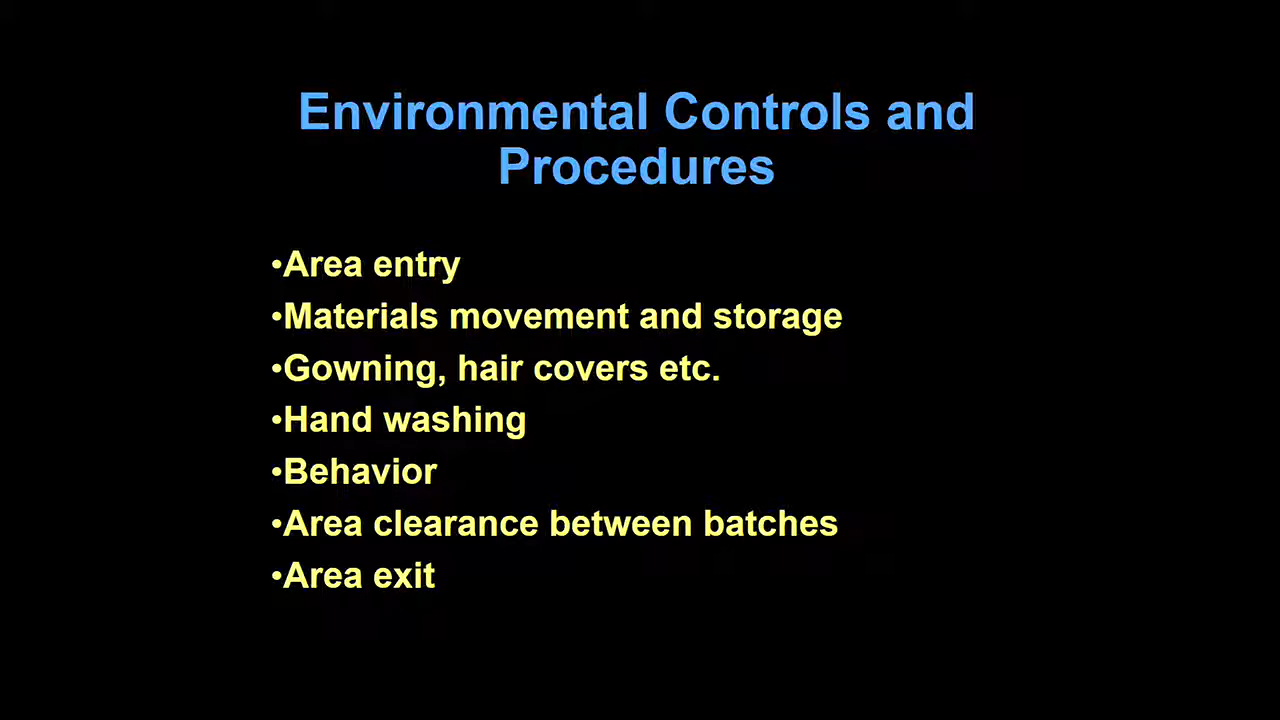 Environmental Controls and
Procedures
•Area entry
•Materials movement and storage
•Gowning, hair covers etc.
•Hand washing
•Behavior
•Area clearance between batches
•Area exit